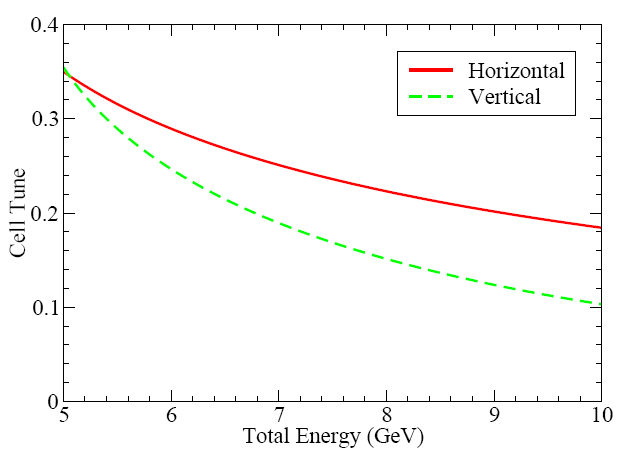 0.4
0.3
0.2
0.1
0
Cell Tune
Horizontal
Vertical
5 6 7 8 9 10
Total Energy (GeV)